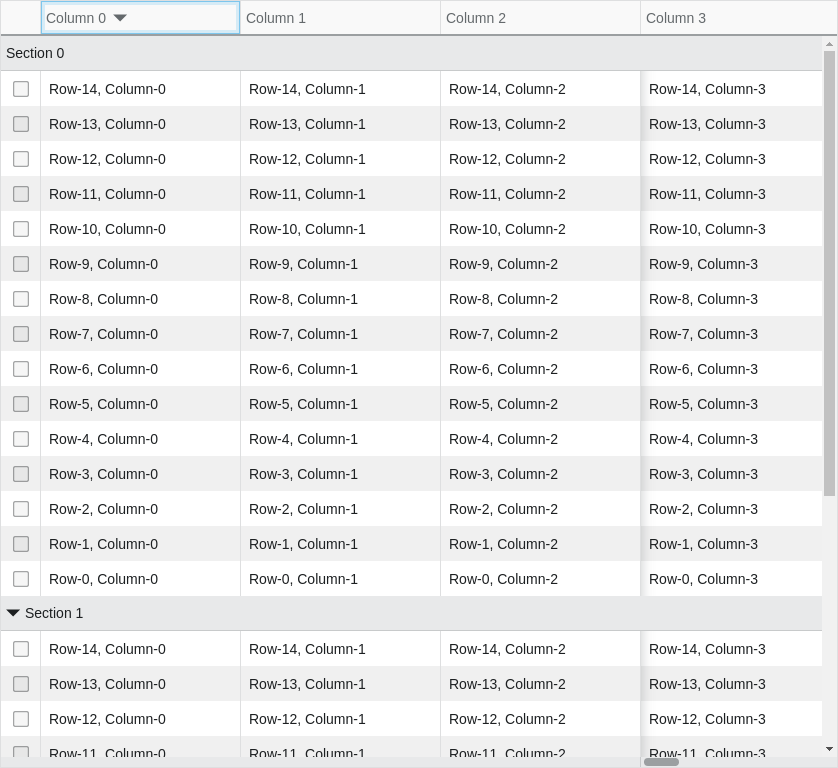 Column 0 Column 1 Column 2 Column 3
Section 0
Row-14, Column-0 Row-14, Column-1 Row-14, Column-2 Row-14, Column-3
Row-13, Column-0 Row-13, Column-1 Row-13, Column-2 Row-13, Column-3
Row-12, Column-0 Row-12, Column-1 Row-12, Column-2 Row-12, Column-3
Row-11, Column-0 Row-11, Column-1 Row-11, Column-2 Row-11, Column-3
Row-10, Column-0 Row-10, Column-1 Row-10, Column-2 Row-10, Column-3
Row-9, Column-0 Row-9, Column-1 Row-9, Column-2 Row-9, Column-3
Row-8, Column-0 Row-8, Column-1 Row-8, Column-2 Row-8, Column-3
Row-7, Column-0 Row-7, Column-1 Row-7, Column-2 Row-7, Column-3
Row-6, Column-0 Row-6, Column-1 Row-6, Column-2 Row-6, Column-3
Row-5, Column-0 Row-5, Column-1 Row-5, Column-2 Row-5, Column-3
Row-4, Column-0 Row-4, Column-1 Row-4, Column-2 Row-4, Column-3
Row-3, Column-0 Row-3, Column-1 Row-3, Column-2 Row-3, Column-3
Row-2, Column-0 Row-2, Column-1 Row-2, Column-2 Row-2, Column-3
Row-1, Column-0 Row-1, Column-1 Row-1, Column-2 Row-1, Column-3
Row-0, Column-0 Row-0, Column-1 Row-0, Column-2 Row-0, Column-3
Section 1
Row-14, Column-0 Row-14, Column-1 Row-14, Column-2 Row-14, Column-3
Row-13, Column-0 Row-13, Column-1 Row-13, Column-2 Row-13, Column-3
Row-12, Column-0 Row-12, Column-1 Row-12, Column-2 Row-12, Column-3
Row-11, Column-0 Row-11, Column-1 Row-11, Column-2 Row-11, Column-3